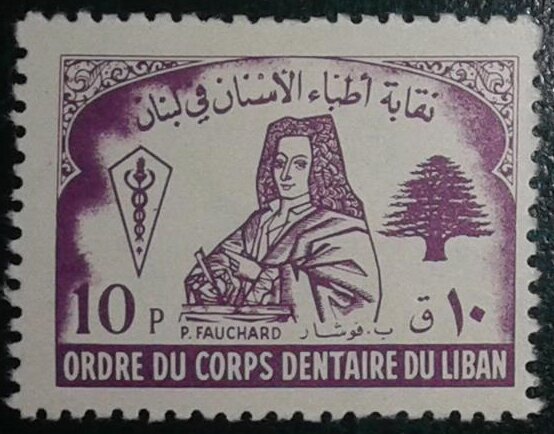 نقابة أطباء الأسنان في لبنان
10 P ١٠ ق
P. FAUCHARD ب. فوشار
ORDRE DU CORPS DENTAIRE DU LIBAN